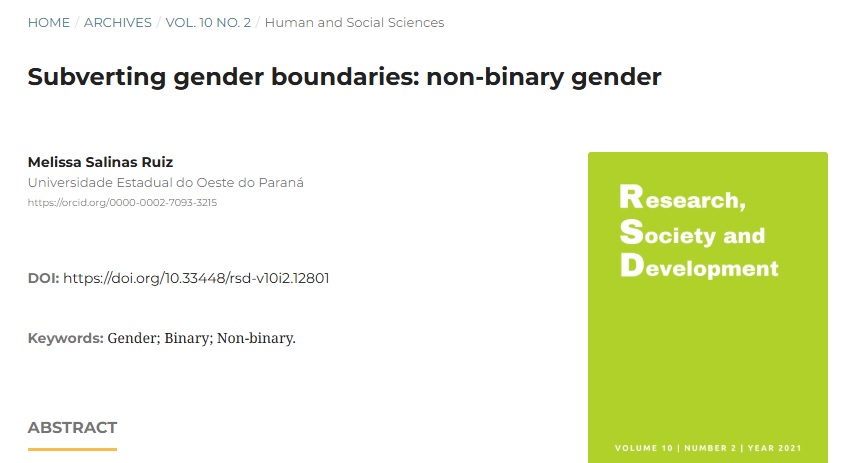 HOME / ARCHIVES / VOL. 10 NO. 2 / Human and Social Sciences
Subverting gender boundaries: non-binary gender
Melissa Salinas Ruiz
Universidade Estadual do Oeste do Paraná
https://orcid.org/0000-0002-7093-3215
DOI: https://doi.org/10.33448/rsd-v10i2.12801
Keywords: Gender; Binary; Non-binary.
ABSTRACT
Research,
Society and
Development
VOLUME 10 | NUMBER 2 | YEAR 2021